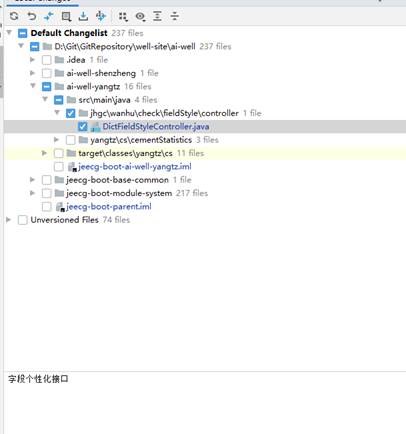 Default Changelist 237 files
D:\Git\GitRepository\well-site\ai-well 237 files
.idea 1 file
ai-well-shenzheng 2 files
ai-well-yangtz 16 files
src\main\java 4 files
jhgc\wanhu\check\fieldStyle\controller 1 file
DictFieldStyleController.java
yangtz\cs\cementStatistics 3 files
target\classes\yangtz\cs 11 files
jeecg-boot-ai-well-yangtz.iml
jeecg-boot-base-common 1 file
jeecg-boot-module-system 217 files
jeecg-boot-parent.iml
Unversioned Files 74 files
字段个性化接口